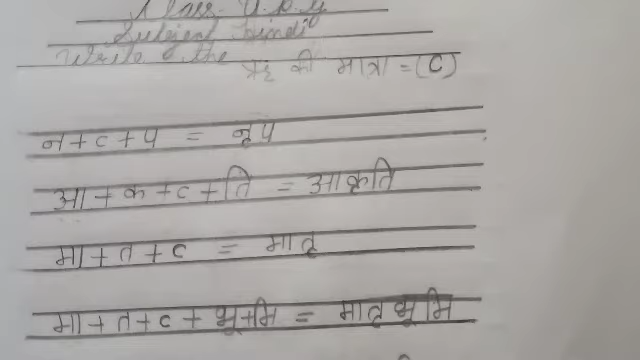 Subject Hindi
Write the ऋ की मात्रा = (C)
न + C + प = नृप
आ + क + C + ति = आकृति
मा + त + C = मातृ
मा + त + C + भू + मि = मातृभूमि